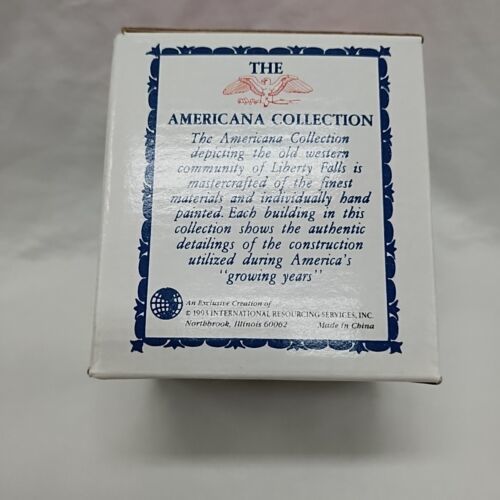 THE
AMERICANA COLLECTION
The Americana Collection
depicting the old western
community of Liberty Falls is
mastercrafted of the finest
materials and individually hand
painted. Each building in this
collection shows the authentic
detailings of the construction
utilized during America's
"growing years"
An Exclusive Creation of
© 1993 INTERNATIONAL RESOURCING SERVICES, INC.
Northbrook, Illinois 60062 Made in China